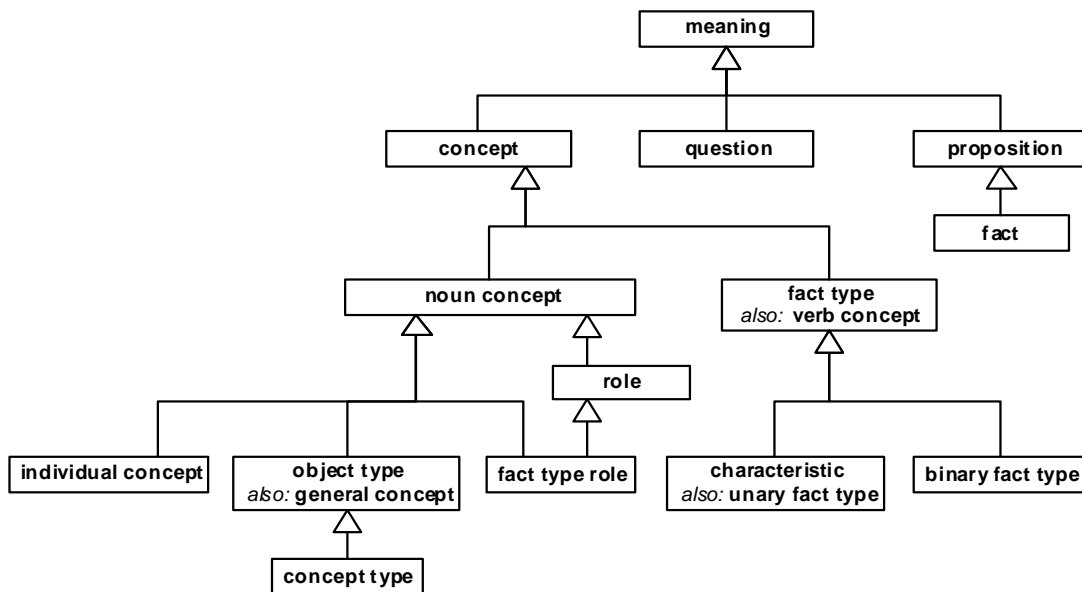 meaning
concept
question
proposition
fact
noun concept
fact type
also: verb concept
role
individual concept
object type
also: general concept
fact type role
characteristic
also: unary fact type
binary fact type
concept type